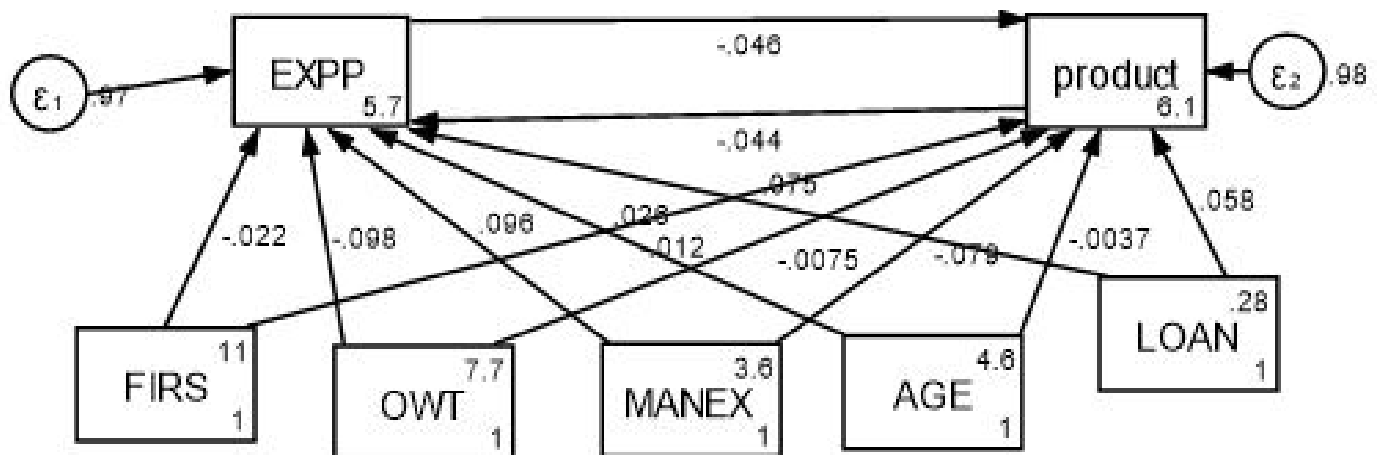 EXPP
5.7
ε1
.97
-.046
product
6.1
ε2
.98
-.044
.075
.026
.096
.012
-.022
-.098
-.0075
-.079
-.0037
.058
FIRS
11
1
OWT
7.7
1
MANEX
3.6
1
AGE
4.6
1
LOAN
.28
1